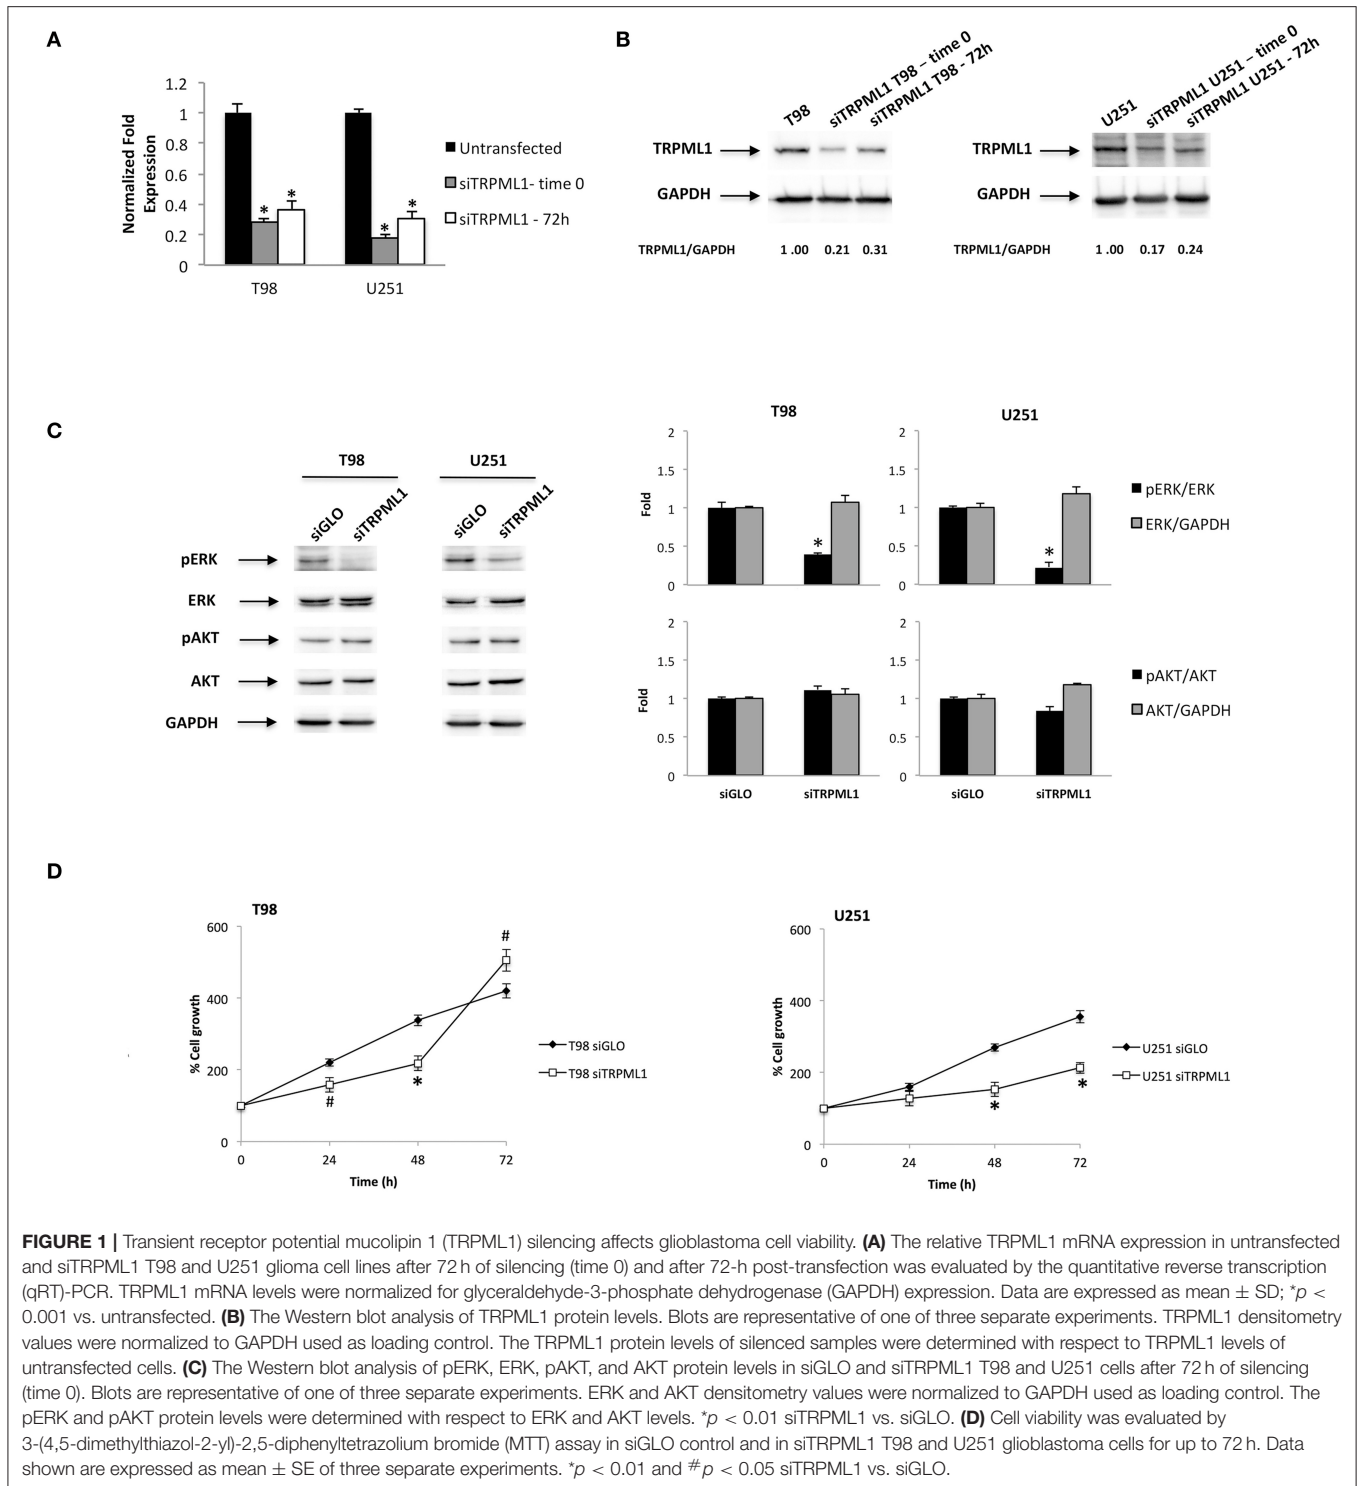 A
1.2
1
0.8
0.6
0.4
0.2
0
Normalized Fold
Expression
*
*
*
*
T98
U251
Untransfected
siTRPML1- time 0
siTRPML1 - 72h
B
T98
siTRPML1 T98 – time 0
siTRPML1 T98 - 72h
TRPML1
GAPDH
TRPML1/GAPDH 1.00 0.21 0.31
U251
siTRPML1 U251 – time 0
siTRPML1 U251 - 72h
TRPML1
GAPDH
TRPML1/GAPDH 1.00 0.17 0.24
C
T98
U251
siGLO
siTRPML1
siGLO
siTRPML1
pERK
ERK
pAKT
AKT
GAPDH
T98
2
1.5
1
0.5
0
Fold
*
U251
2
1.5
1
0.5
0
*
pERK/ERK
ERK/GAPDH
2
1.5
1
0.5
0
Fold
siGLO
siTRPML1
2
1.5
1
0.5
0
siGLO
siTRPML1
pAKT/AKT
AKT/GAPDH
D
T98
600
400
200
0
% Cell growth
#
*
#
0 24 48 72
Time (h)
T98 siGLO
T98 siTRPML1
U251
600
400
200
0
% Cell growth
*
*
0 24 48 72
Time (h)
U251 siGLO
U251 siTRPML1
FIGURE 1 | Transient receptor potential mucolipin 1 (TRPML1) silencing affects glioblastoma cell viability. (A) The relative TRPML1 mRNA expression in untransfected
and siTRPML1 T98 and U251 glioma cell lines after 72 h of silencing (time 0) and after 72-h post-transfection was evaluated by the quantitative reverse transcription
(qRT)-PCR. TRPML1 mRNA levels were normalized for glyceraldehyde-3-phosphate dehydrogenase (GAPDH) expression. Data are expressed as mean ± SD; *p <
0.001 vs. untransfected. (B) The Western blot analysis of TRPML1 protein levels. Blots are representative of one of three separate experiments. TRPML1 densitometry
values were normalized to GAPDH used as loading control. The TRPML1 protein levels of silenced samples were determined with respect to TRPML1 levels of
untransfected cells. (C) The Western blot analysis of pERK, ERK, pAKT, and AKT protein levels in siGLO and siTRPML1 T98 and U251 cells after 72 h of silencing
(time 0). Blots are representative of one of three separate experiments. ERK and AKT densitometry values were normalized to GAPDH used as loading control. The
pERK and pAKT protein levels were determined with respect to ERK and AKT levels. *p < 0.01 siTRPML1 vs. siGLO. (D) Cell viability was evaluated by
3-(4,5-dimethylthiazol-2-yl)-2,5-diphenyltetrazolium bromide (MTT) assay in siGLO control and in siTRPML1 T98 and U251 glioblastoma cells for up to 72 h. Data
shown are expressed as mean ± SE of three separate experiments. *p < 0.01 and #p < 0.05 siTRPML1 vs. siGLO.